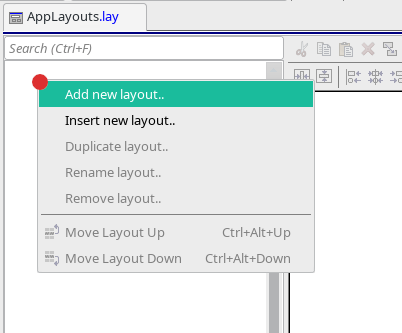 AppLayouts.lay
Search (Ctrl+F)
Add new layout..
Insert new layout..
Duplicate layout..
Rename layout..
Remove layout..
Move Layout Up Ctrl+Alt+Up
Move Layout Down Ctrl+Alt+Down